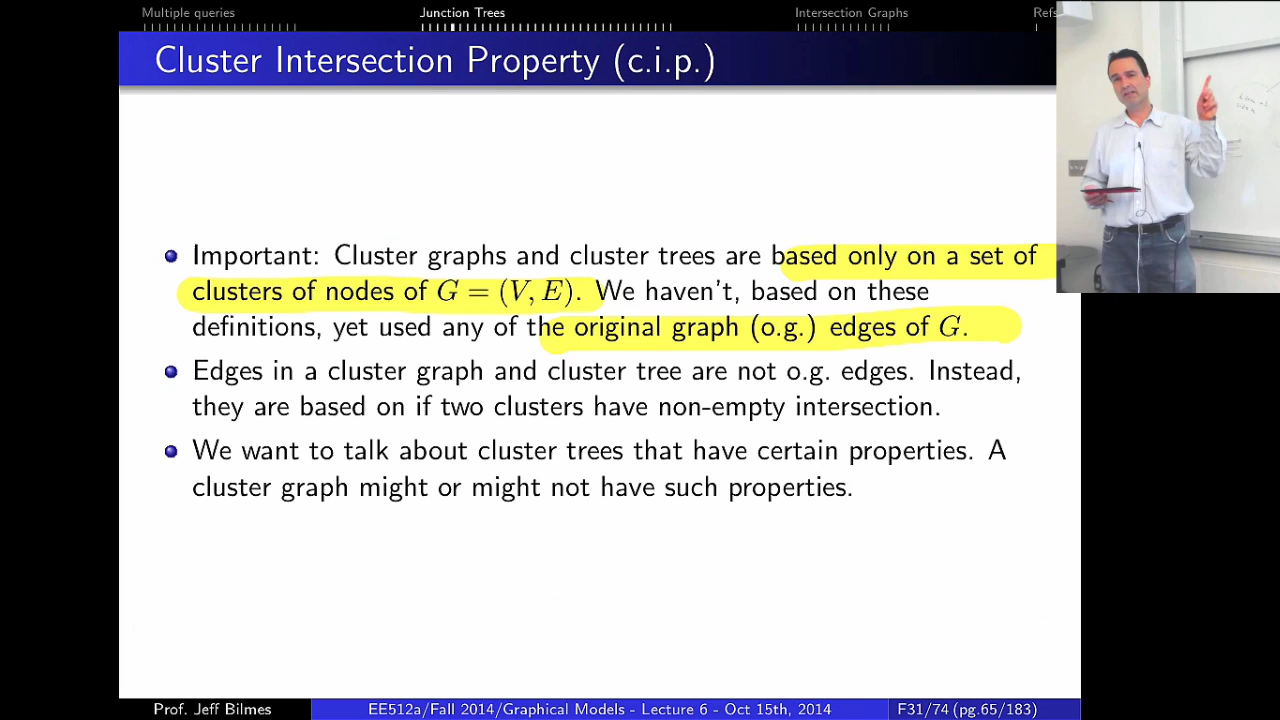 Multiple queries Junction Trees Intersection Graphs Refs
Cluster Intersection Property (c.i.p.)
Important: Cluster graphs and cluster trees are based only on a set of
clusters of nodes of G = (V, E). We haven't, based on these
definitions, yet used any of the original graph (o.g.) edges of G.
Edges in a cluster graph and cluster tree are not o.g. edges. Instead,
they are based on if two clusters have non-empty intersection.
We want to talk about cluster trees that have certain properties. A
cluster graph might or might not have such properties.
Prof. Jeff Bilmes EE512a/Fall 2014/Graphical Models - Lecture 6 - Oct 15th, 2014 F31/74 (pg.65/183)